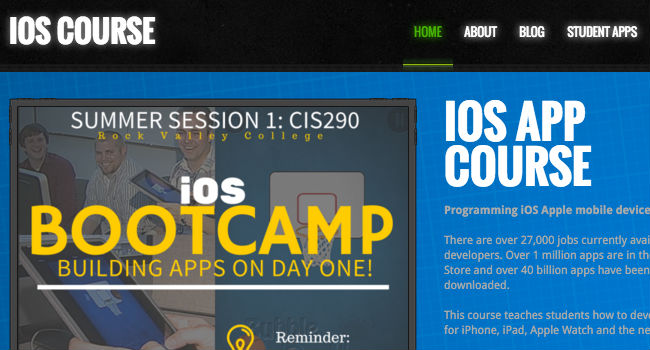 IOS COURSE
HOME
ABOUT
BLOG
STUDENT APPS
SUMMER SESSION 1: CIS290
Rock Valley College
iOS
BOOTCAMP
BUILDING APPS ON DAY ONE!
Reminder:
IOS APP
COURSE
Programming iOS Apple mobile device
There are over 27,000 jobs currently avai
developers. Over 1 million apps are in the
Store and over 40 billion apps have been
downloaded.
This course teaches students how to deve
for iPhone, iPad, Apple Watch and the ne